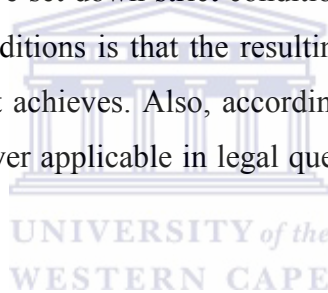 set down strict condition
ditions is that the resultin
t achieves. Also, accordin
ver applicable in legal que
UNIVERSITY of the
WESTERN CAPE